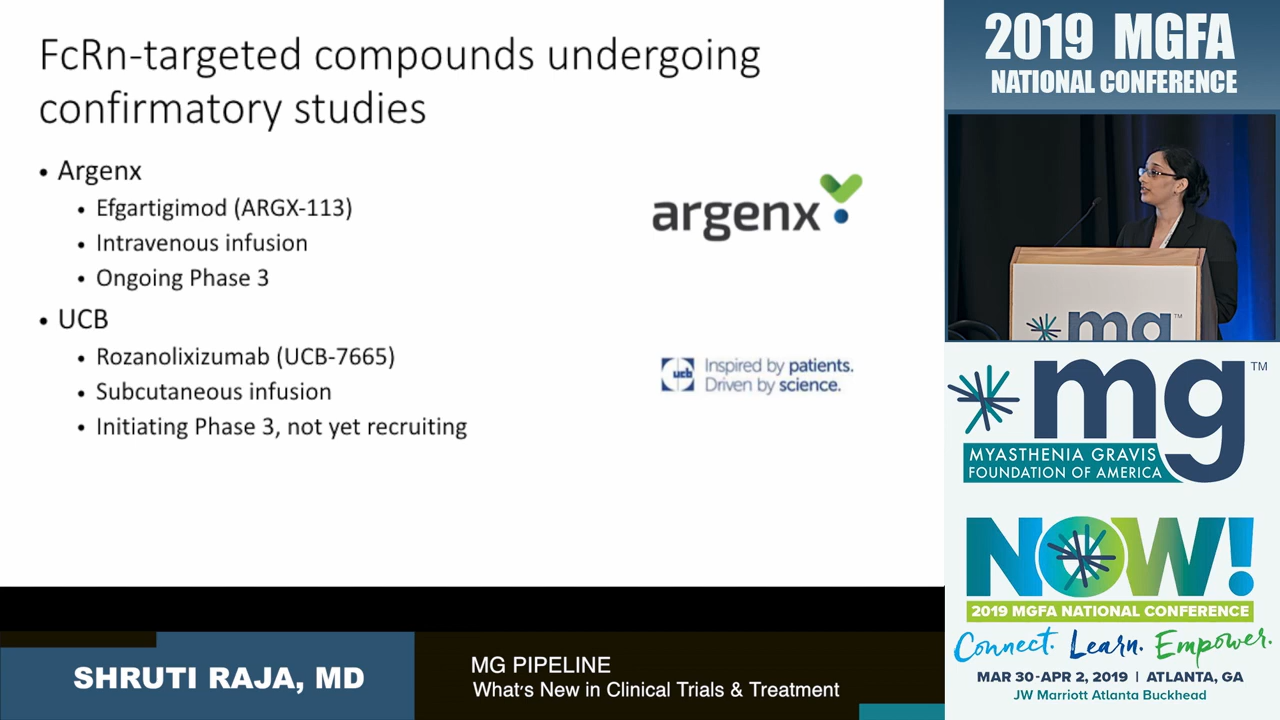 FcRn-targeted compounds undergoing
confirmatory studies
• Argenx
• Efgartigimod (ARGX-113)
• Intravenous infusion
• Ongoing Phase 3
• UCB
• Rozanolixizumab (UCB-7665)
• Subcutaneous infusion
• Initiating Phase 3, not yet recruiting
argenx
ucb
Inspired by patients.
Driven by science.
SHRUTI RAJA, MD
MG PIPELINE
What's New in Clinical Trials & Treatment
2019 MGFA
NATIONAL CONFERENCE
mg™
mg™
MYASTHENIA GRAVIS
FOUNDATION OF AMERICA
NOW!
2019 MGFA NATIONAL CONFERENCE
Connect. Learn. Empower.
MAR 30-APR 2, 2019 | ATLANTA, GA
JW Marriott Atlanta Buckhead